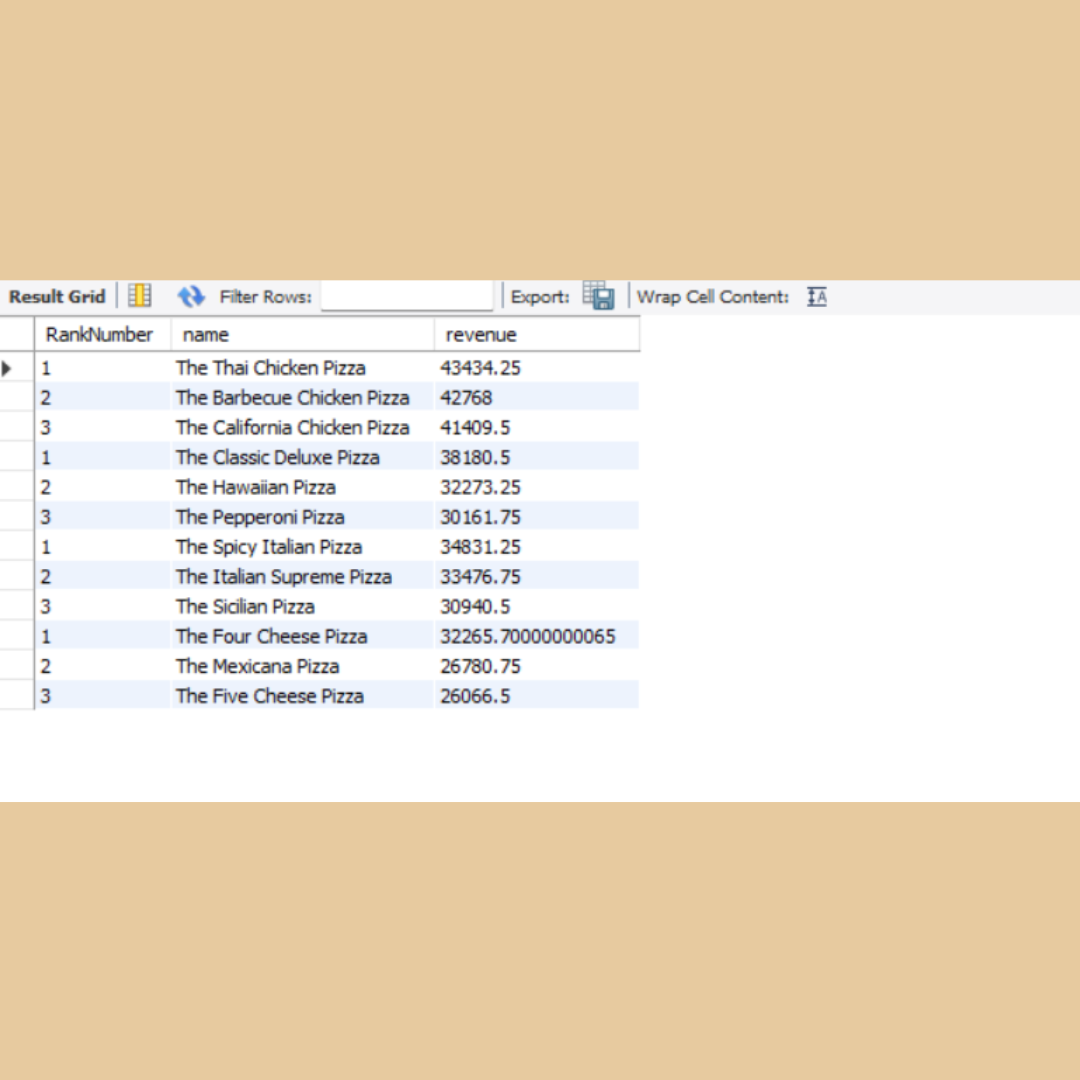 Result Grid Filter Rows: Export: Wrap Cell Content: A
RankNumber name revenue
1 The Thai Chicken Pizza 43434.25
2 The Barbecue Chicken Pizza 42768
3 The California Chicken Pizza 41409.5
1 The Classic Deluxe Pizza 38180.5
2 The Hawaiian Pizza 32273.25
3 The Pepperoni Pizza 30161.75
1 The Spicy Italian Pizza 34831.25
2 The Italian Supreme Pizza 33476.75
3 The Sicilian Pizza 30940.5
1 The Four Cheese Pizza 32265.70000000065
2 The Mexicana Pizza 26780.75
3 The Five Cheese Pizza 26066.5